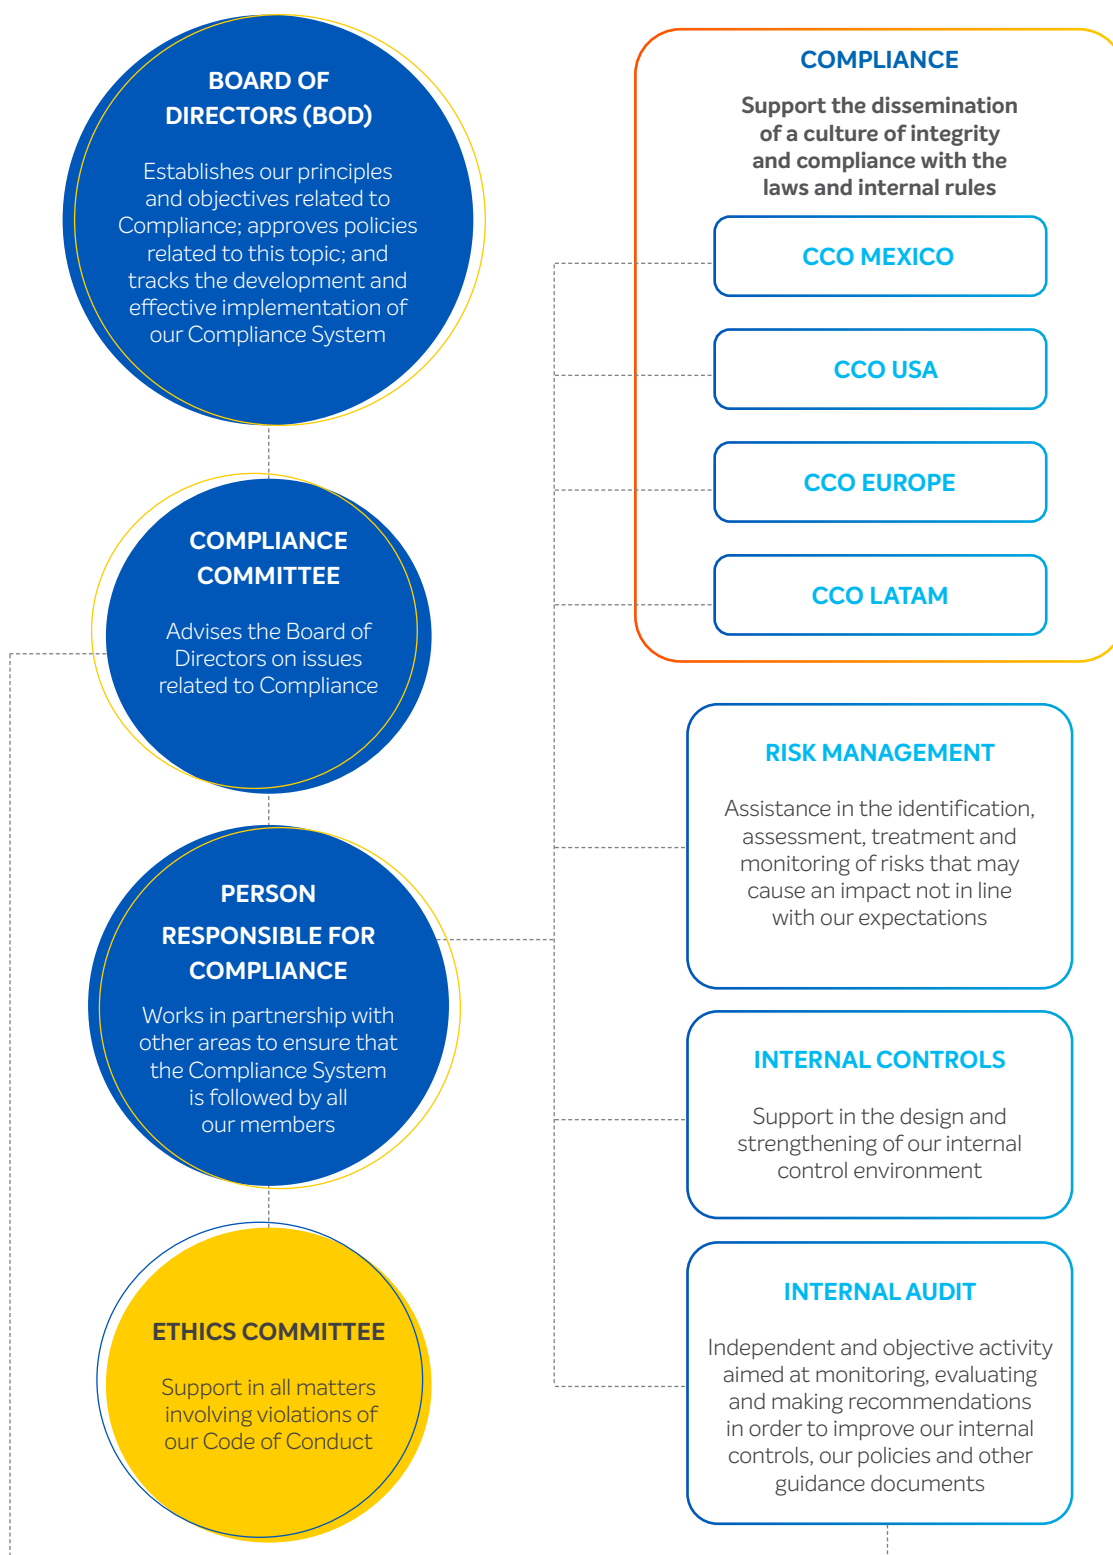 BOARD OF
DIRECTORS (BOD)
Establishes our principles
and objectives related to
Compliance; approves policies
related to this topic; and
tracks the development and
effective implementation of
our Compliance System
COMPLIANCE
COMMITTEE
Advises the Board of
Directors on issues
related to Compliance
PERSON
RESPONSIBLE FOR
COMPLIANCE
Works in partnership with
other areas to ensure that
the Compliance System
is followed by all
our members
ETHICS COMMITTEE
Support in all matters
involving violations of
our Code of Conduct
COMPLIANCE
Support the dissemination
of a culture of integrity
and compliance with the
laws and internal rules
CCO MEXICO
CCO USA
CCO EUROPE
CCO LATAM
RISK MANAGEMENT
Assistance in the identification,
assessment, treatment and
monitoring of risks that may
cause an impact not in line
with our expectations
INTERNAL CONTROLS
Support in the design and
strengthening of our internal
control environment
INTERNAL AUDIT
Independent and objective activity
aimed at monitoring, evaluating
and making recommendations
in order to improve our internal
controls, our policies and other
guidance documents